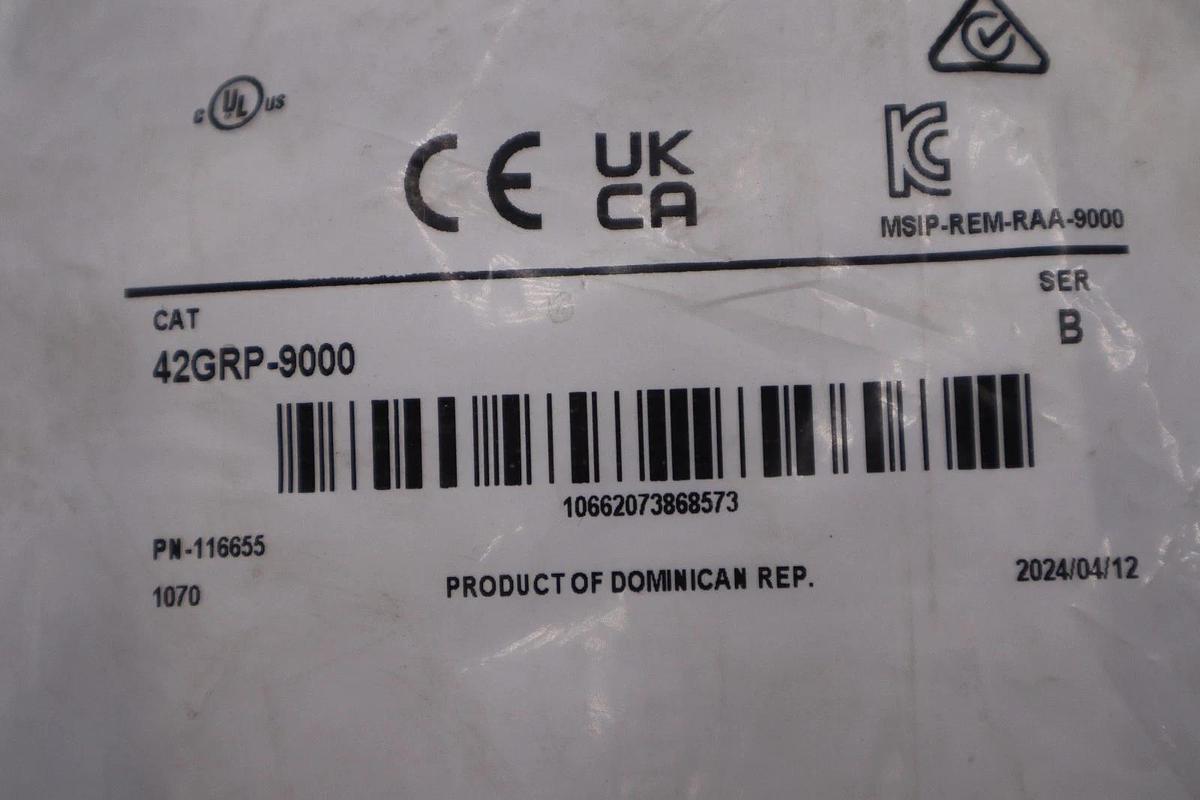 c UL us
CE
UK
CA
KC
MSIP-REM-RAA-9000
CAT
SER
42GRP-9000
B
10662073868573
PN-116655
1070
PRODUCT OF DOMINICAN REP.
2024/04/12